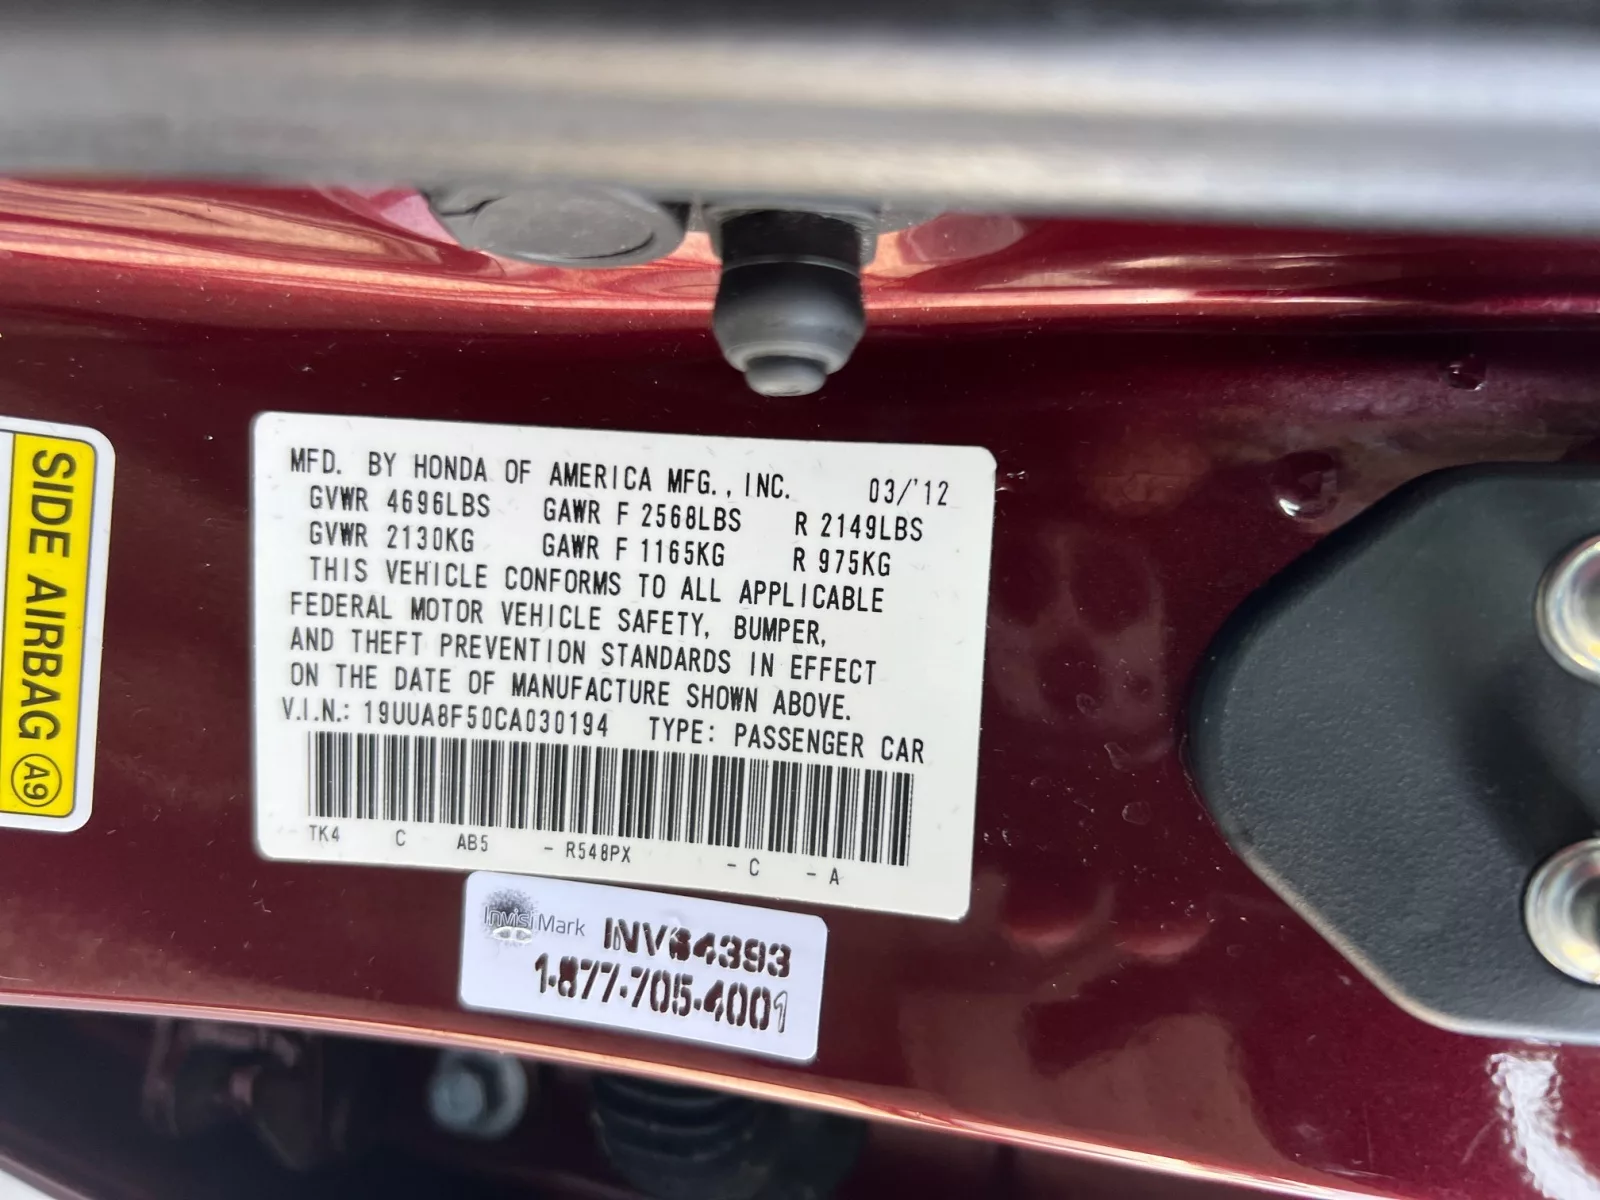 SIDE AIRBAG A9
MFD. BY HONDA OF AMERICA MFG., INC. 03/'12
GVWR 4696LBS GAWR F 2568LBS R 2149LBS
GVWR 2130KG GAWR F 1165KG R 975KG
THIS VEHICLE CONFORMS TO ALL APPLICABLE
FEDERAL MOTOR VEHICLE SAFETY, BUMPER,
AND THEFT PREVENTION STANDARDS IN EFFECT
ON THE DATE OF MANUFACTURE SHOWN ABOVE.
V.I.N.: 19UUA8F50CA030194 TYPE: PASSENGER CAR
TK4 C AB5 - R548PX - C - A
InvisiMark
1-877-705-4001